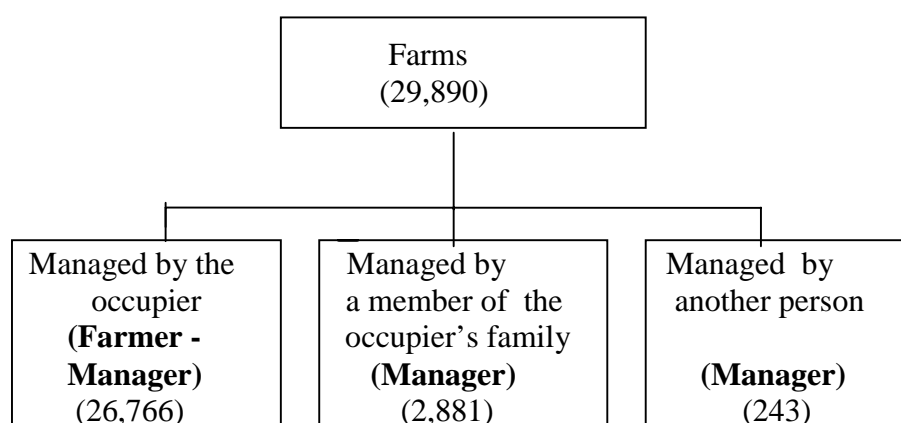 Farms
(29,890)
Managed by the
occupier
(Farmer -
Manager)
(26,766)
Managed by
a member of the
occupier's family
(Manager)
(2,881)
Managed by
another person
(Manager)
(243)